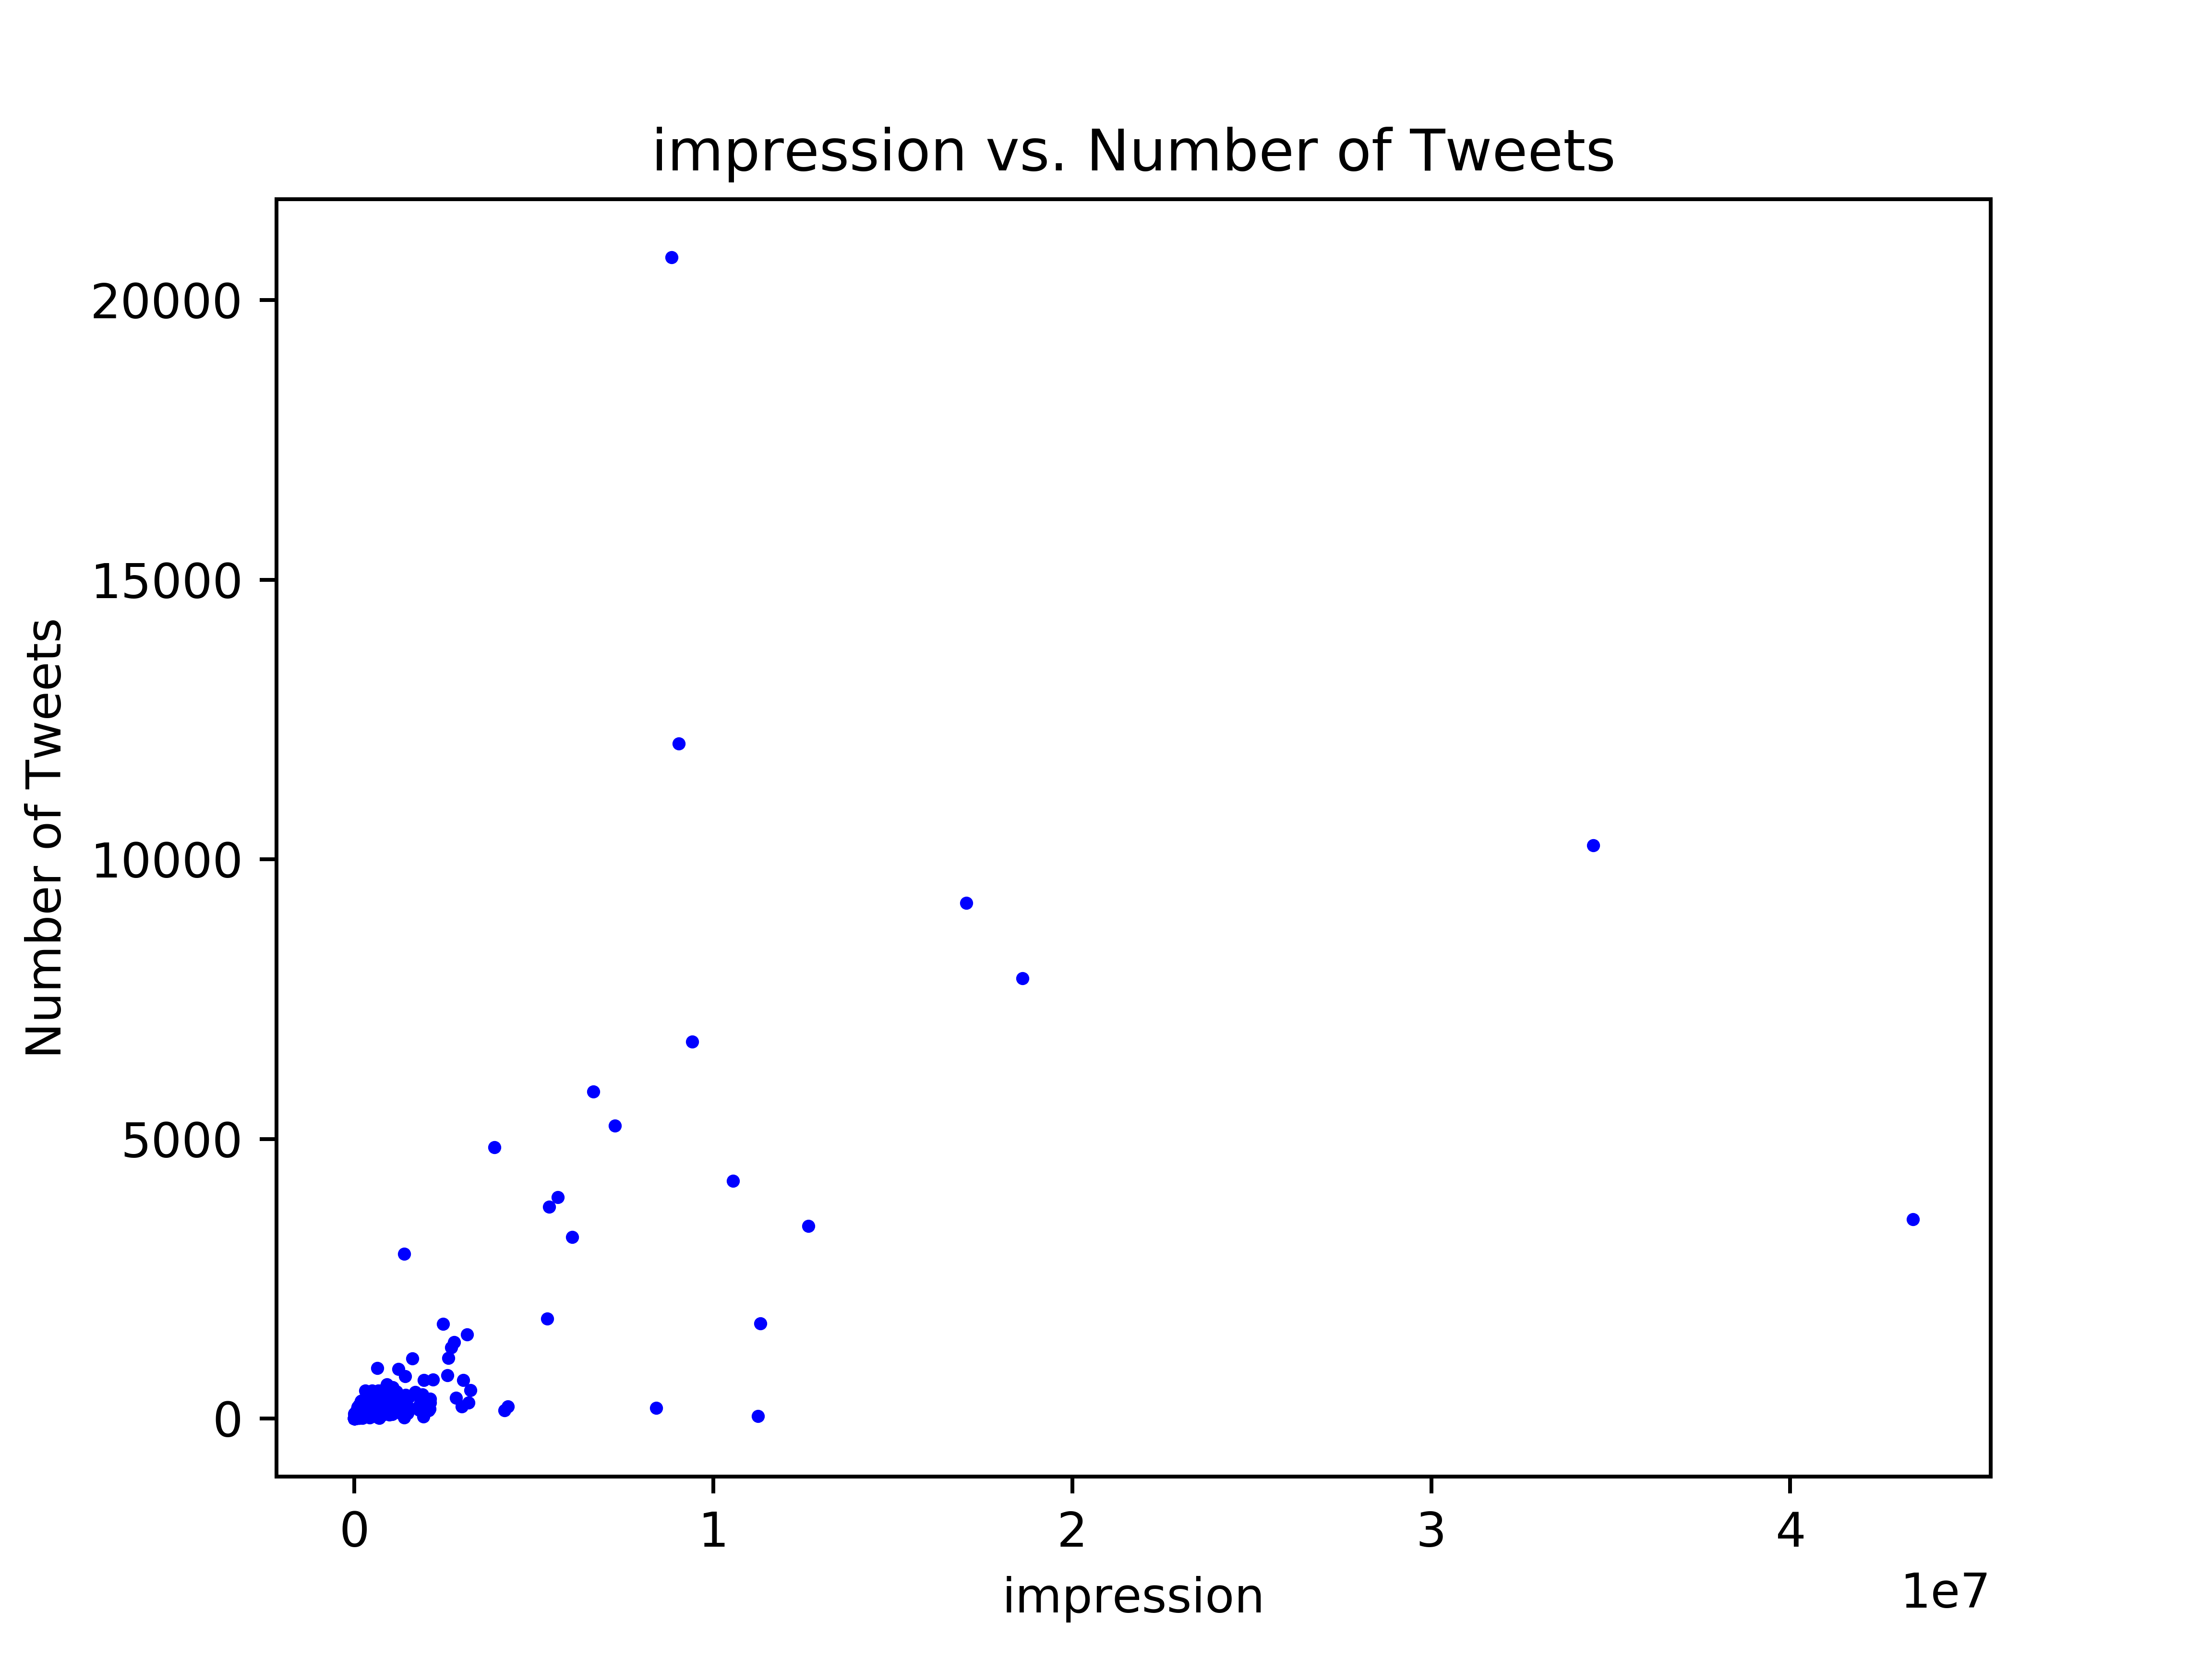 impression vs. Number of Tweets
Number of Tweets
20000
15000
10000
5000
0
0 1 2 3 4
impression
1e7